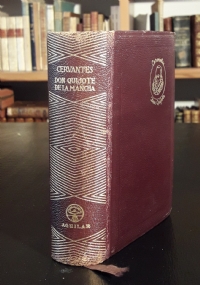 CERVANTES
DON QUIJOTE
DE LA MANCHA
AGUILAR